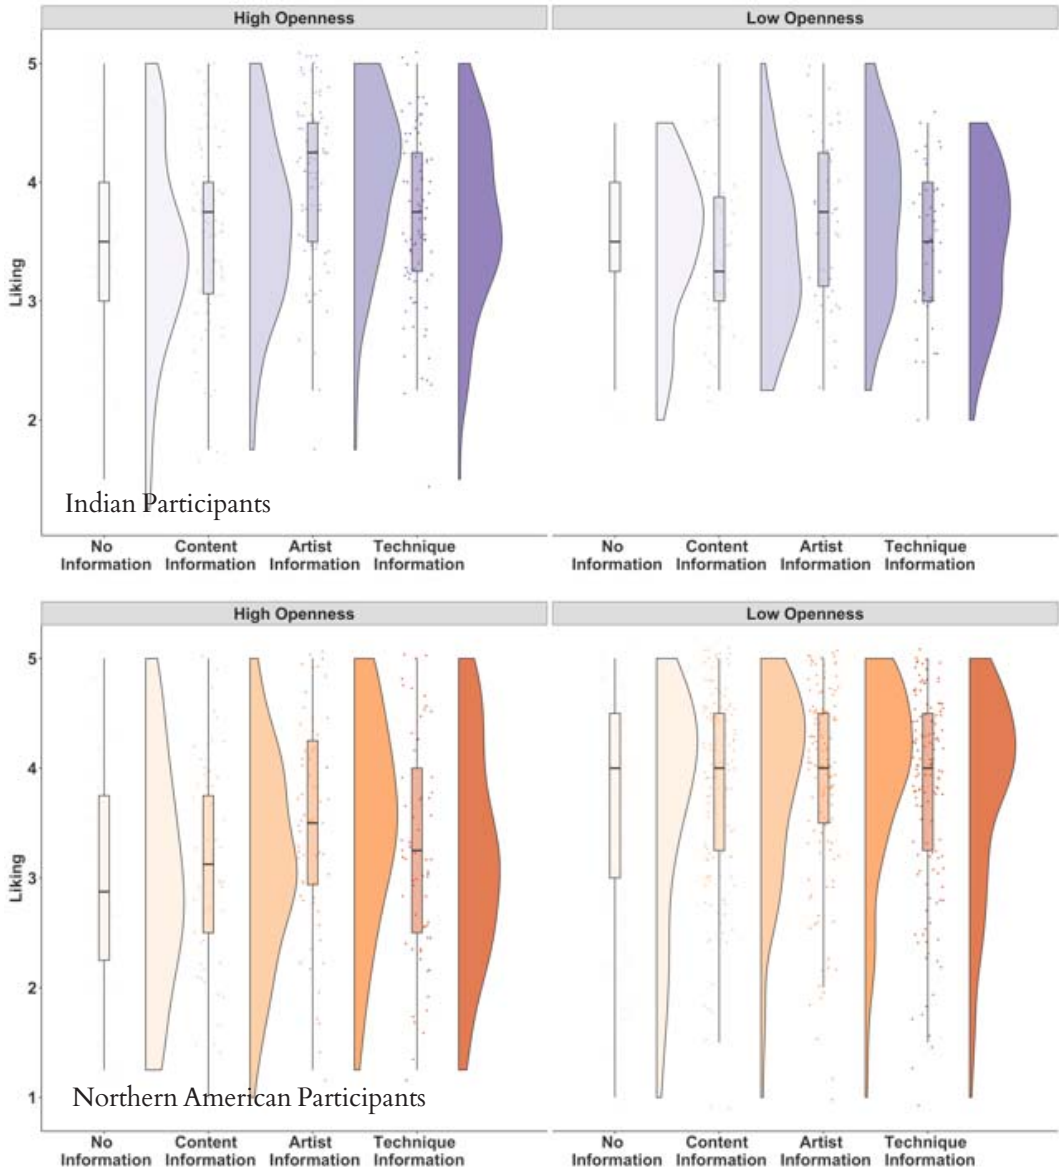 High Openness
Low Openness
5
4
3
2
Liking
Indian Participants
No Information
Content Information
Artist Information
Technique Information
No Information
Content Information
Artist Information
Technique Information
High Openness
Low Openness
5
4
3
2
1
Liking
Northern American Participants
No Information
Content Information
Artist Information
Technique Information
No Information
Content Information
Artist Information
Technique Information